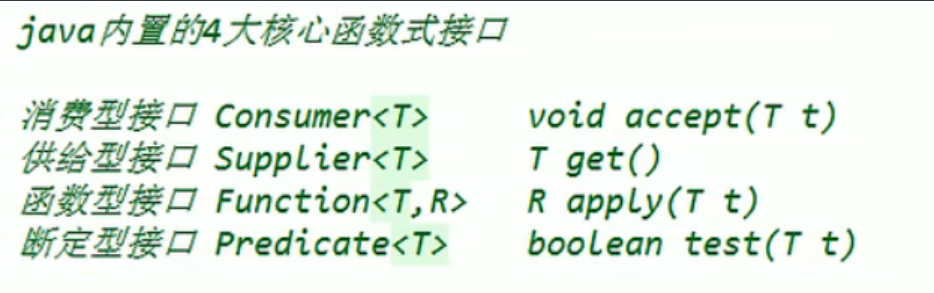 java内置的4大核心函数式接口
消费型接口 Consumer<T> void accept(T t)
供给型接口 Supplier<T> T get()
函数型接口 Function<T,R> R apply(T t)
断定型接口 Predicate<T> boolean test(T t)